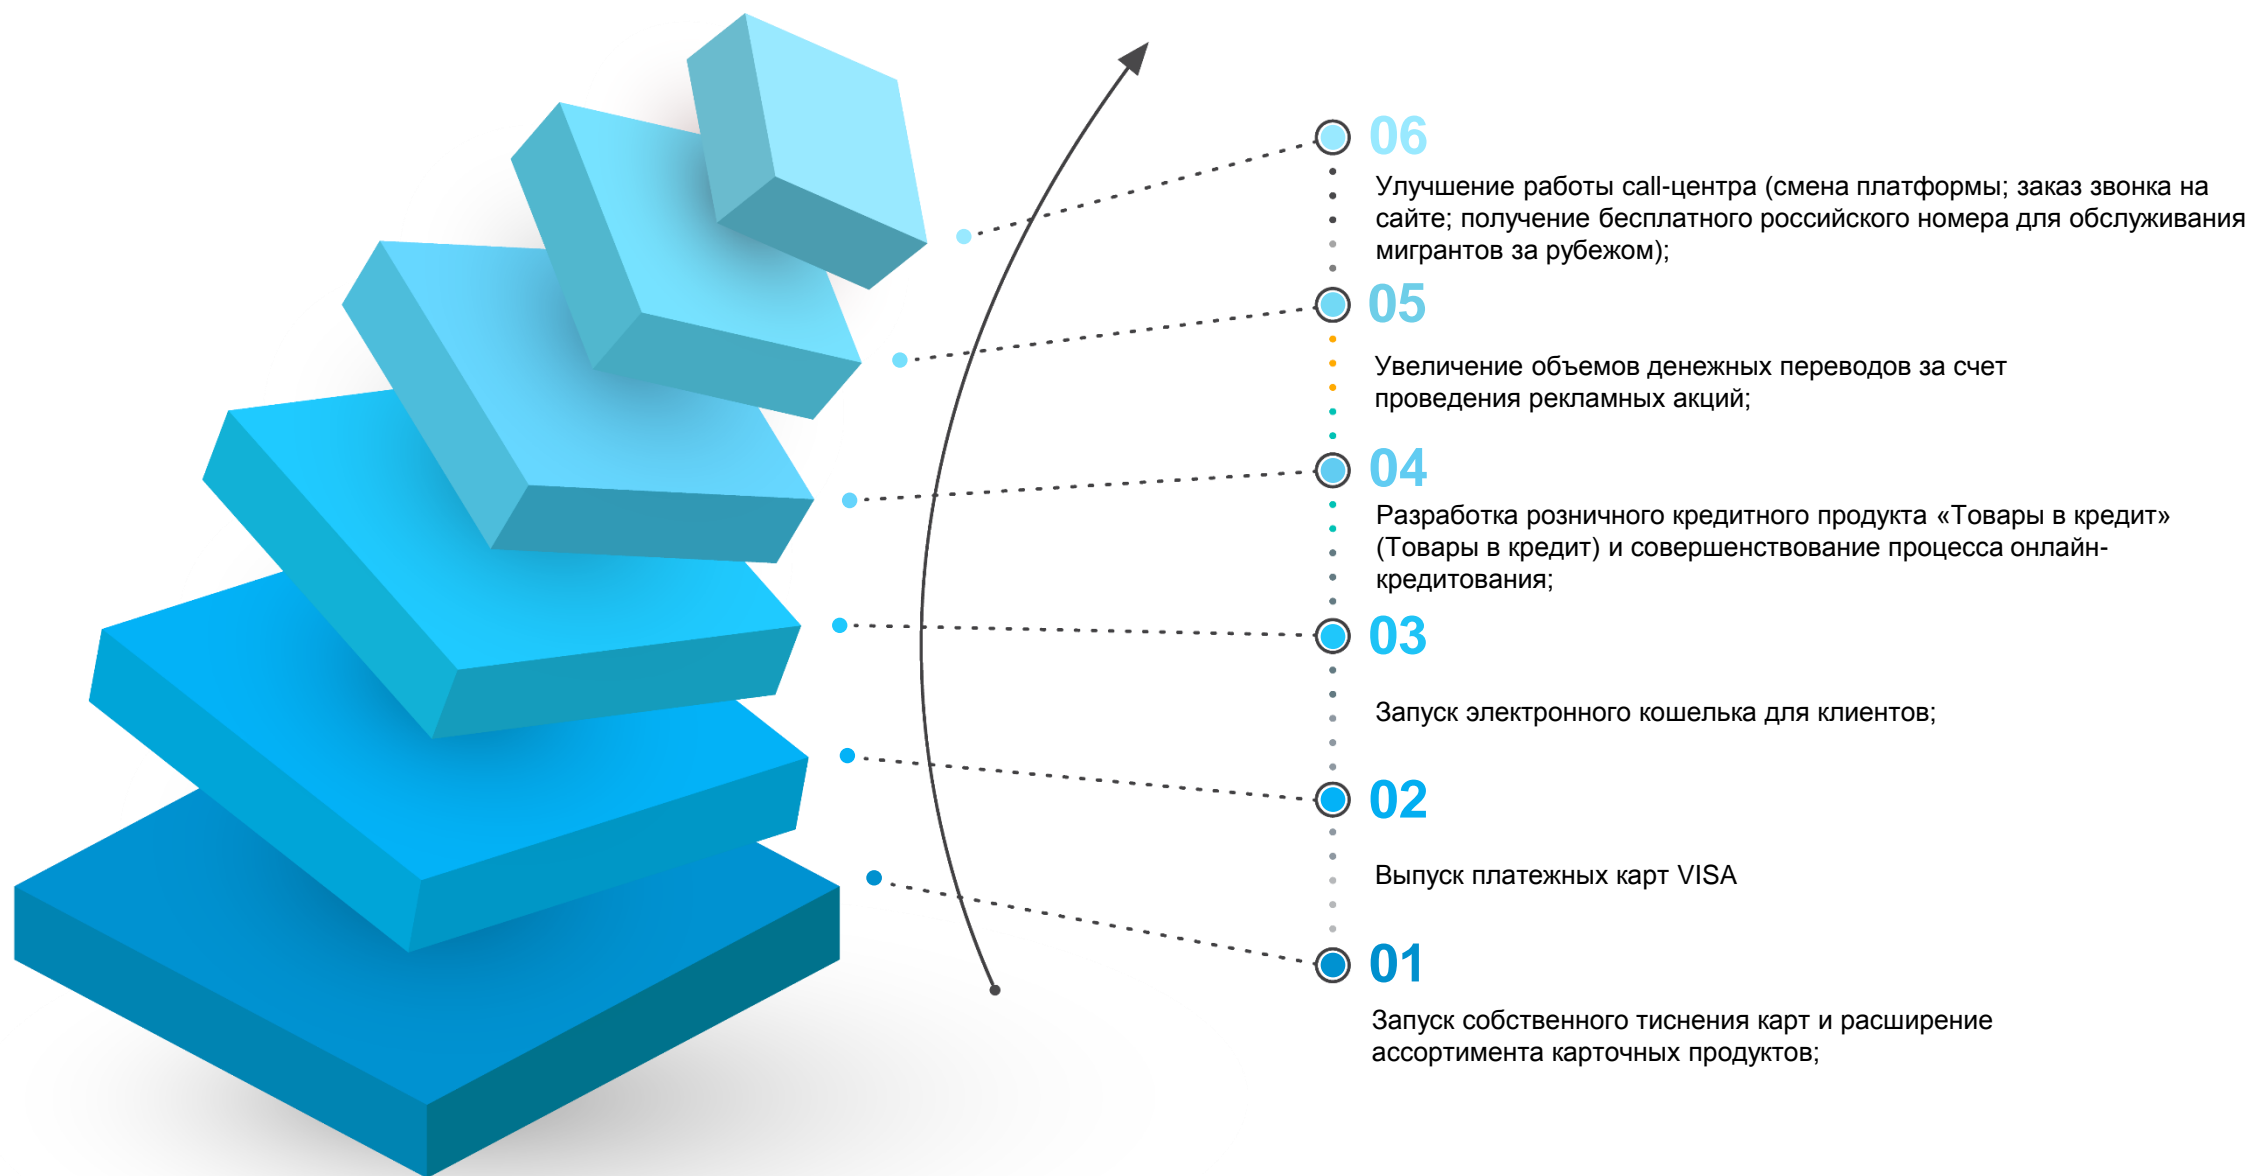 06
Улучшение работы call-центра (смена платформы; заказ звонка на
сайте; получение бесплатного российского номера для обслуживания
мигрантов за рубежом);
05
Увеличение объемов денежных переводов за счет
проведения рекламных акций;
04
Разработка розничного кредитного продукта «Товары в кредит»
(Товары в кредит) и совершенствование процесса онлайн-
кредитования;
03
Запуск электронного кошелька для клиентов;
02
Выпуск платежных карт VISA
01
Запуск собственного тиснения карт и расширение
ассортимента карточных продуктов;